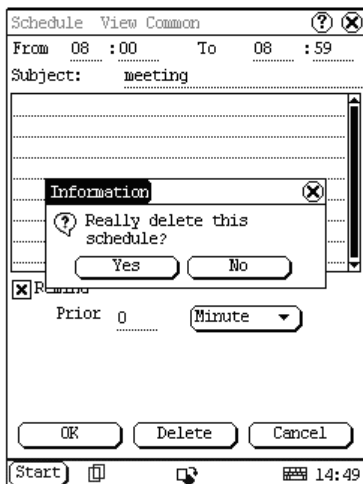 Schedule View Common
From 08 :00 To 08 :59
Subject: meeting
Information
Really delete this
schedule?
Yes No
Remind
Prior 0 Minute
OK Delete Cancel
Start 14:49